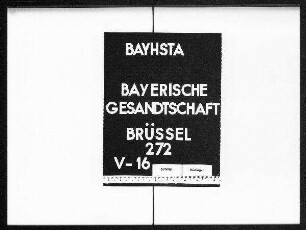 BAYHSTA
BAYERISCHE
GESANDTSCHAFT
BRÜSSEL
272
V-16